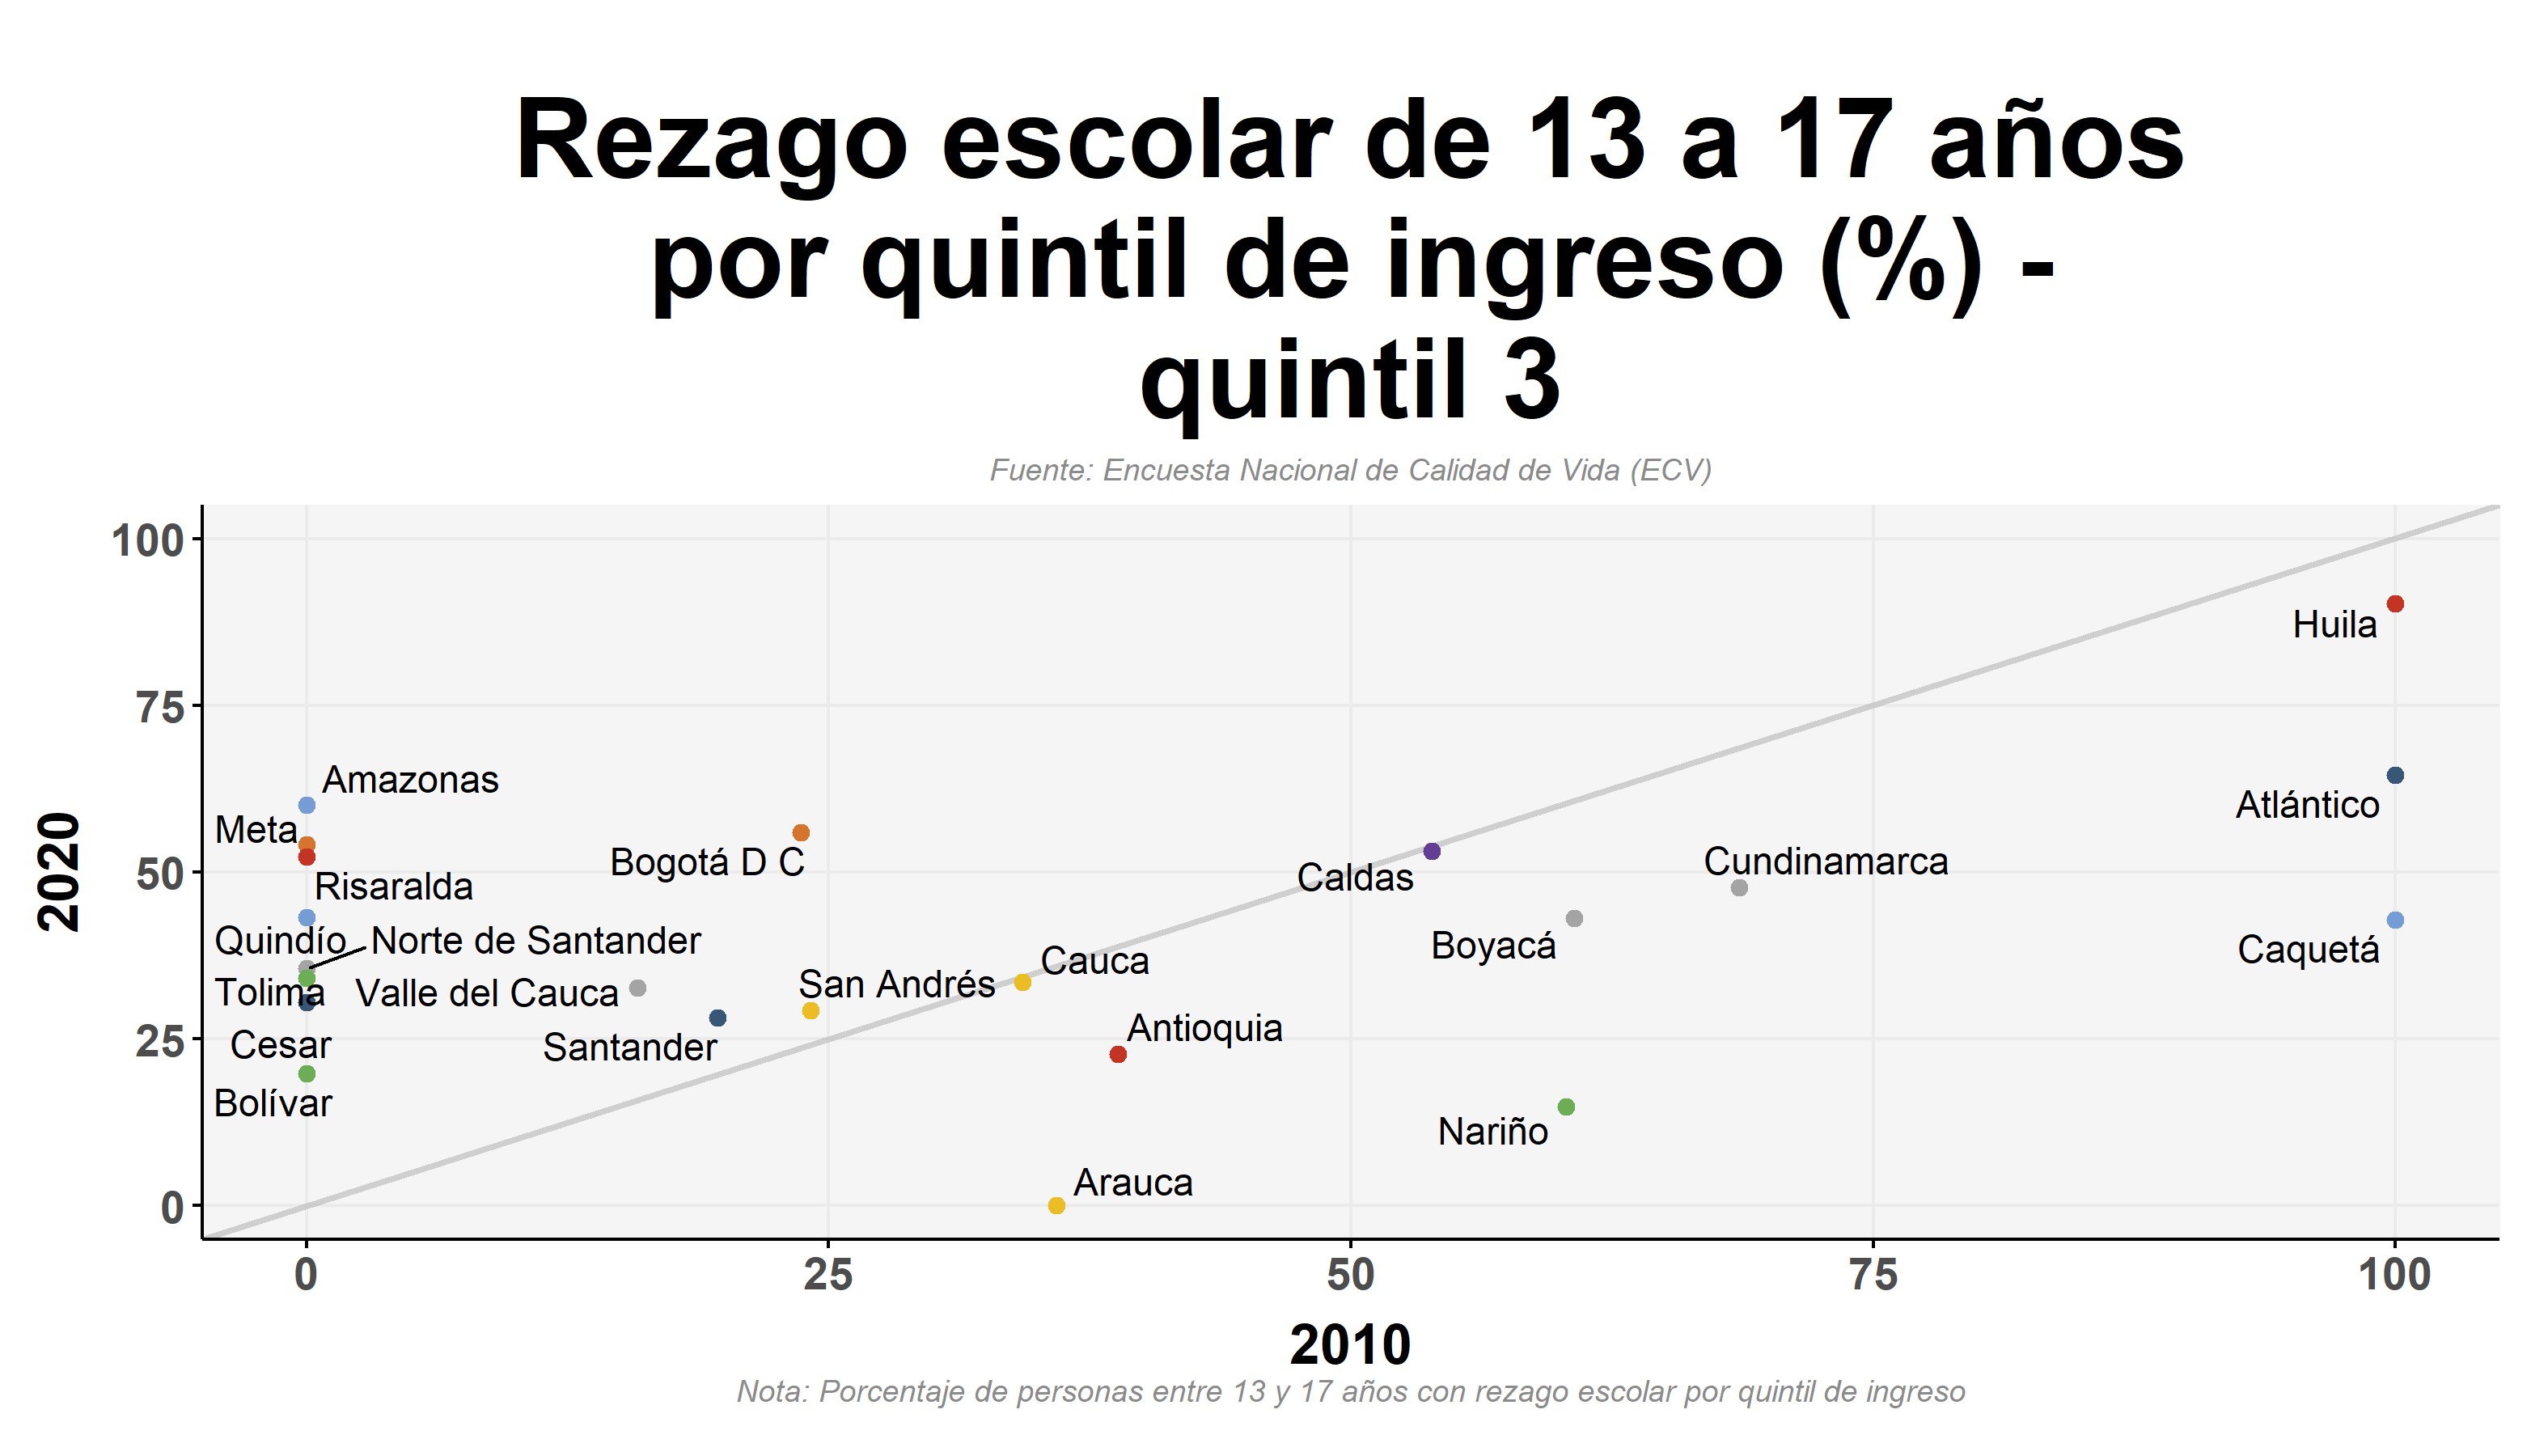 Rezago escolar de 13 a 17 años
por quintil de ingreso (%) -
quintil 3
Fuente: Encuesta Nacional de Calidad de Vida (ECV)
100
75
50
25
0
2020
Huila
Amazonas
Atlántico
Meta
Bogotá D C
Cundinamarca
Caldas
Risaralda
Quindío
Norte de Santander
Boyacá
Caquetá
Cauca
San Andrés
Tolima
Valle del Cauca
Antioquia
Cesar
Santander
Bolívar
Nariño
Arauca
0
25
50
75
100
2010
Nota: Porcentaje de personas entre 13 y 17 años con rezago escolar por quintil de ingreso